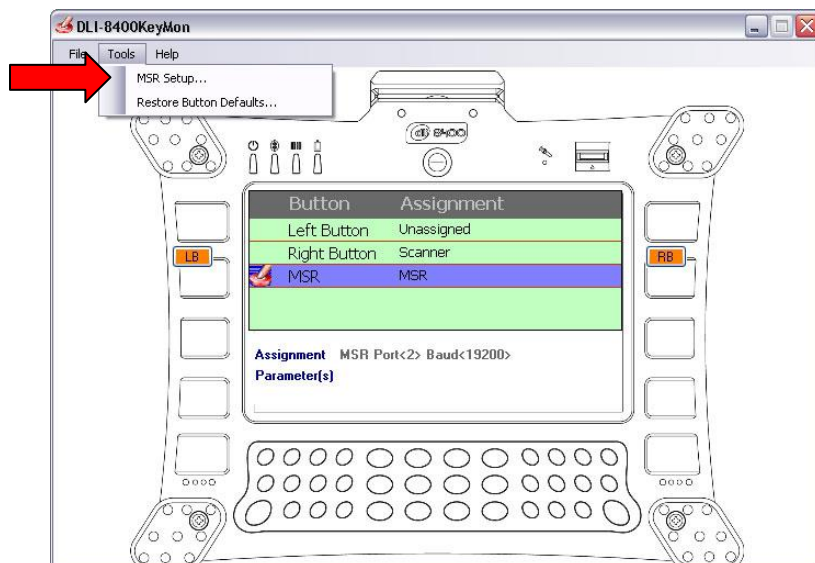 DLI-8400KeyMon
File Tools Help
MSR Setup...
Restore Button Defaults...
dli 8400
Button Assignment
Left Button Unassigned
Right Button Scanner
MSR MSR
LB
RB
Assignment MSR Port<2> Baud<19200>
Parameter(s)